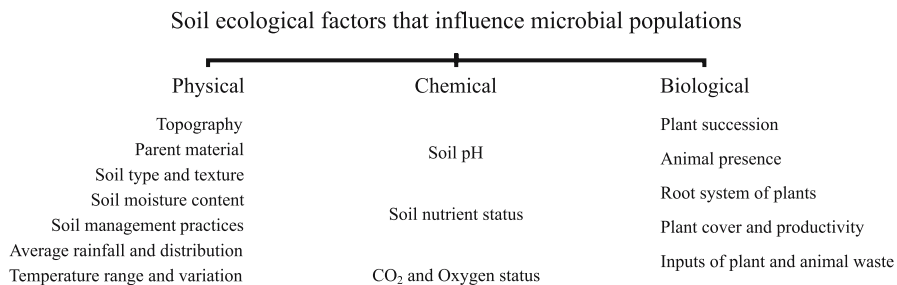 Soil ecological factors that influence microbial populations
Physical
Topography
Parent material
Soil type and texture
Soil moisture content
Soil management practices
Average rainfall and distribution
Temperature range and variation
Chemical
Soil pH
Soil nutrient status
CO₂ and Oxygen status
Biological
Plant succession
Animal presence
Root system of plants
Plant cover and productivity
Inputs of plant and animal waste